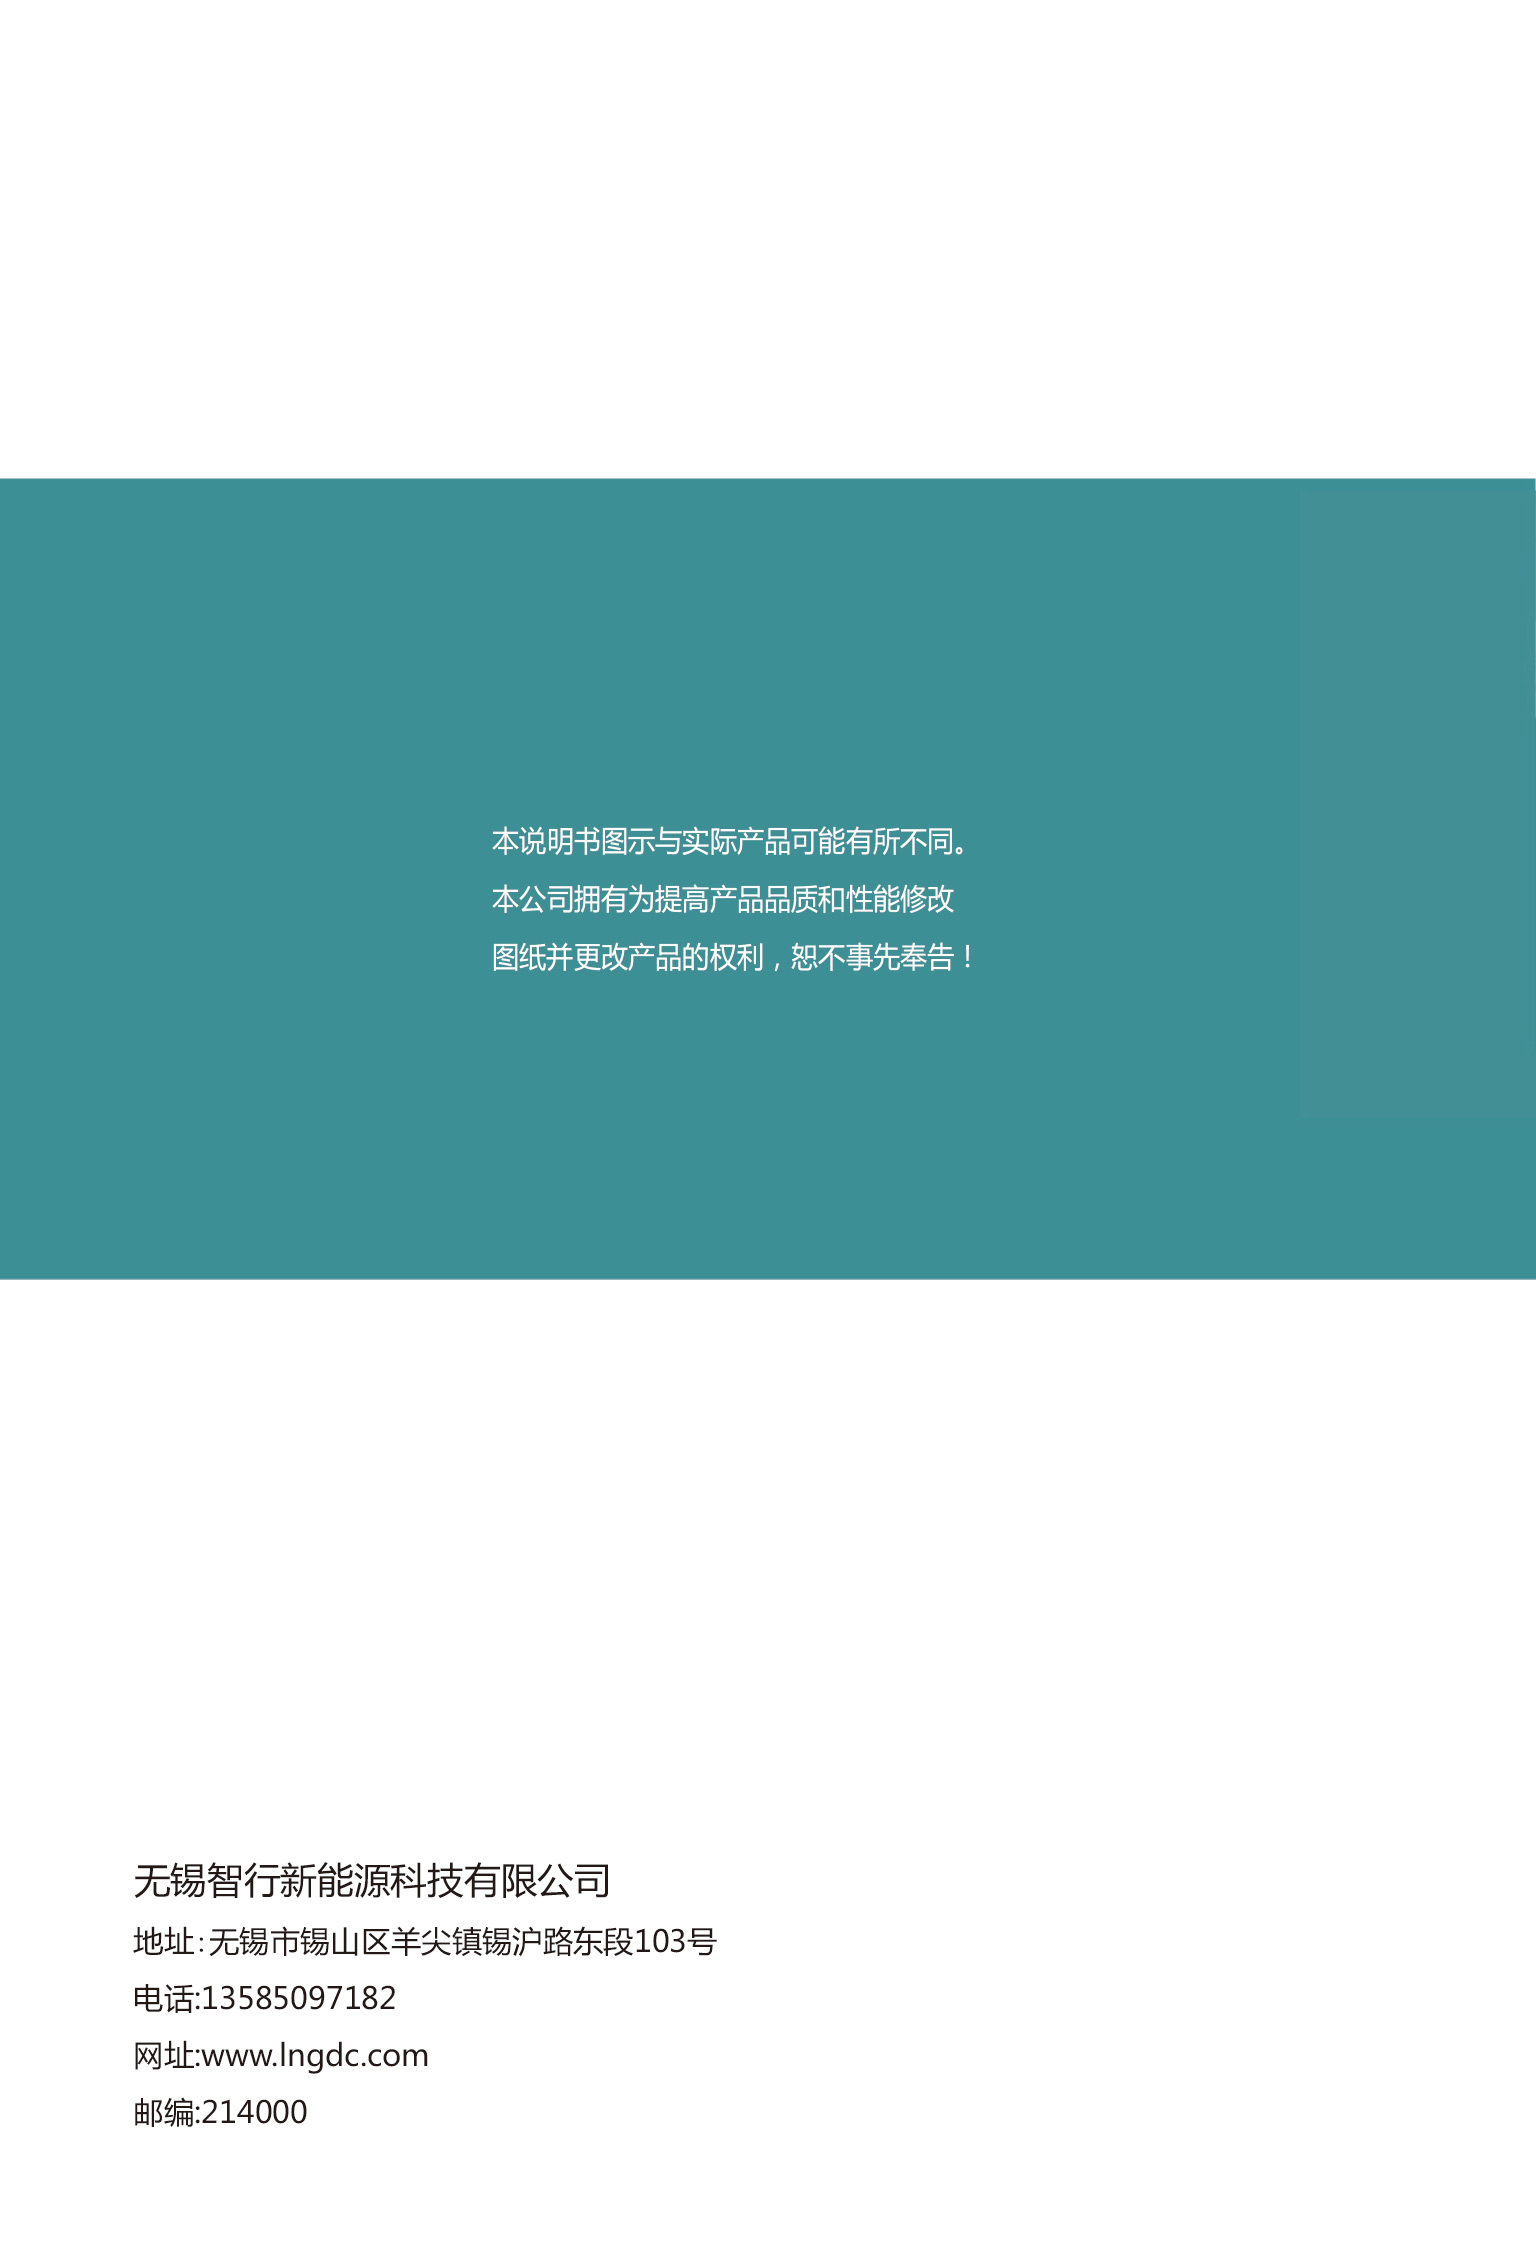 本说明书图示与实际产品可能有所不同。
本公司拥有为提高产品品质和性能修改
图纸并更改产品的权利，恕不事先奉告！
无锡智行新能源科技有限公司
地址:无锡市锡山区羊尖镇锡沪路东段103号
电话:13585097182
网址:www.lngdc.com
邮编:214000